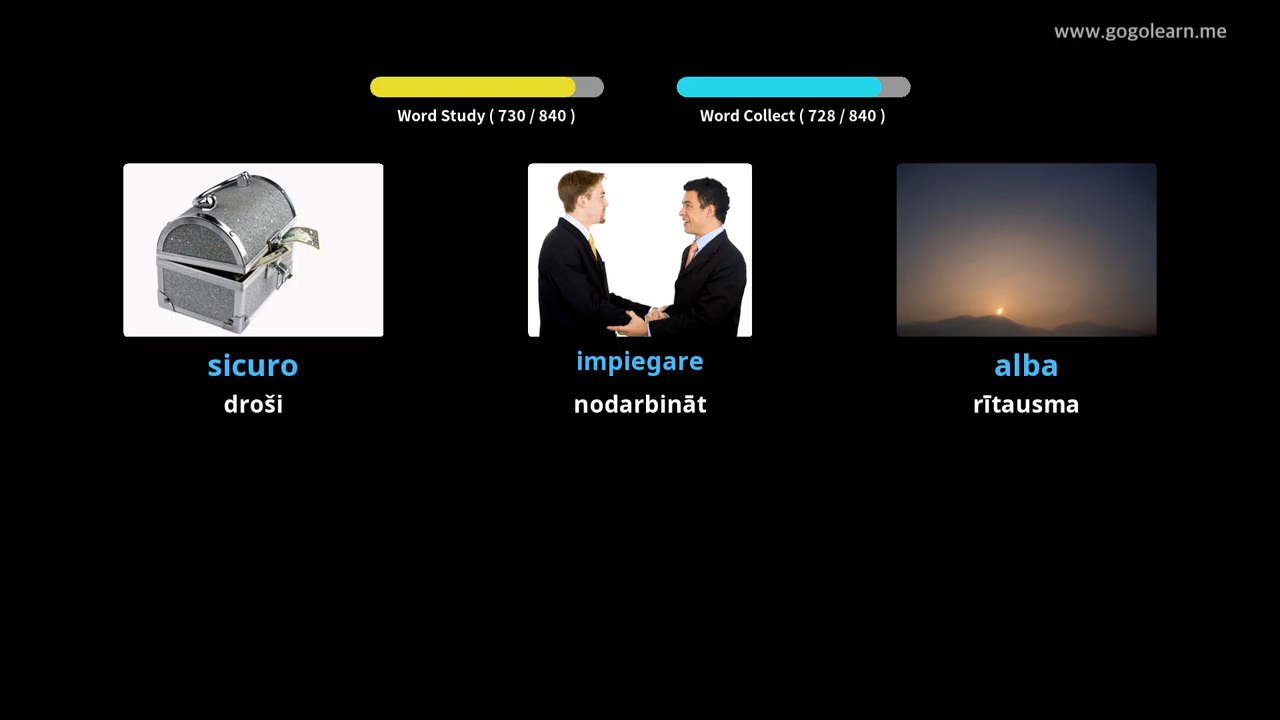 www.gogolearn.me
Word Study ( 730 / 840 )
Word Collect ( 728 / 840 )
sicuro
impiegare
alba
droši
nodarbināt
rītausma